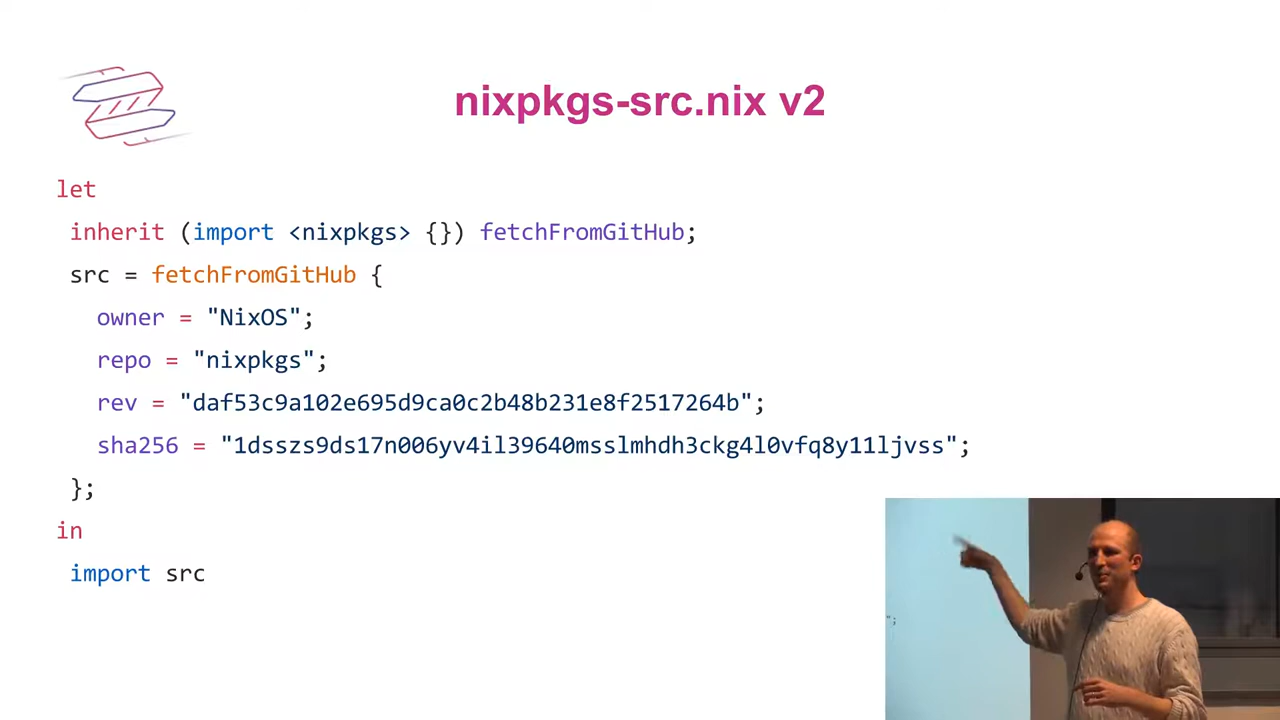 nixpkgs-src.nix v2
let
inherit (import <nixpkgs> {}) fetchFromGitHub;
src = fetchFromGitHub {
owner = "NixOS";
repo = "nixpkgs";
rev = "daf53c9a102e695d9ca0c2b48b231e8f2517264b";
sha256 = "1dsszs9ds17n006yv4il39640msslmhdh3ckg4l0vfq8y11ljvss";
};
in
import src
";